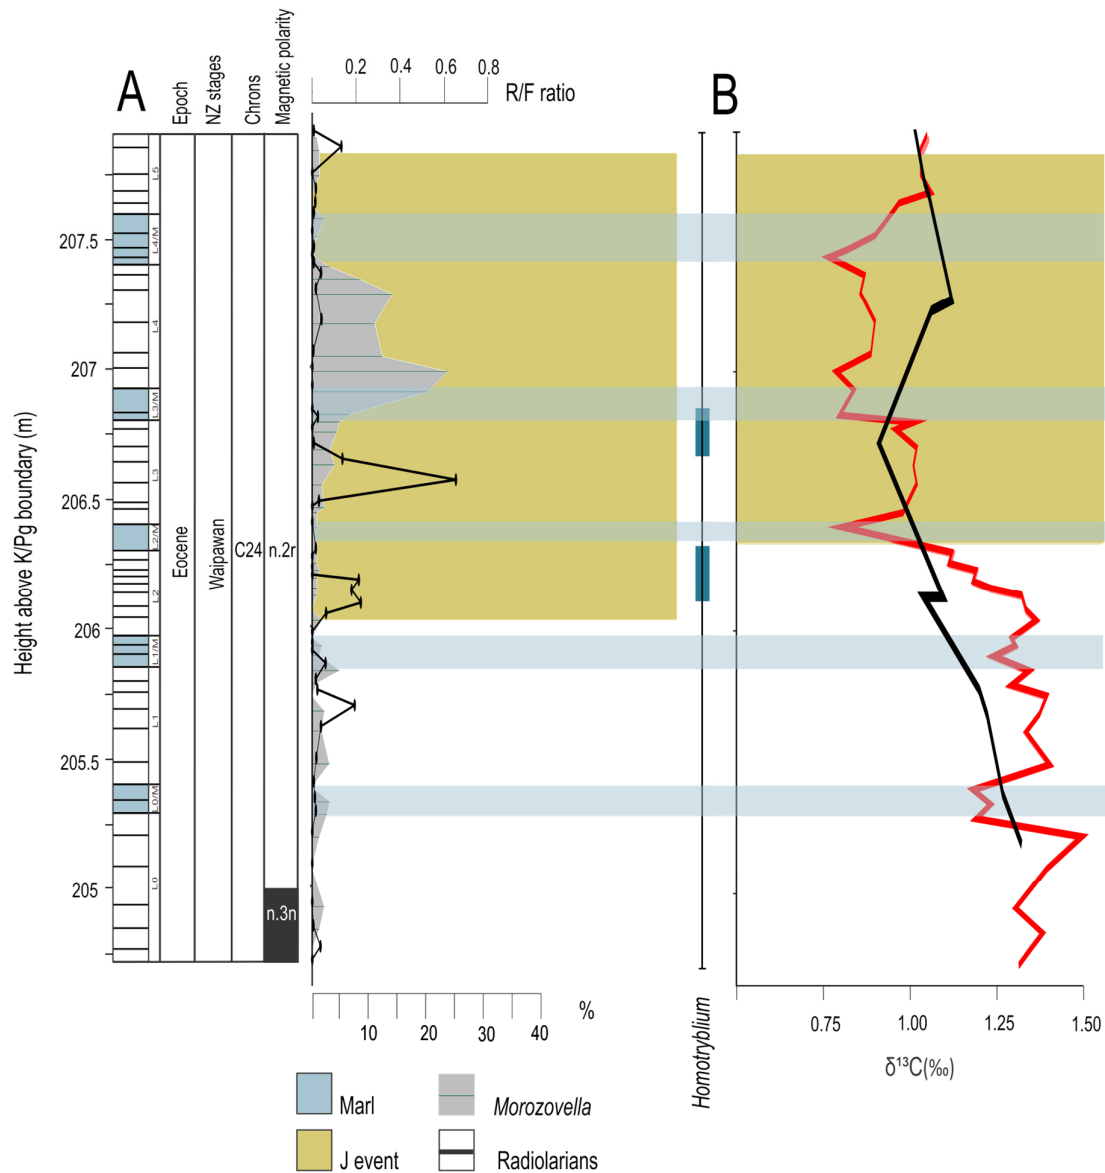 A
B
Epoch
NZ stages
Chrons
Magnetic polarity
0.2 0.4 0.6 0.8
R/F ratio
Height above K/Pg boundary (m)
207.5
207
206.5
206
205.5
205
L5
L4/M
L4
L3/M
L3
L2/M
L2
L1/M
L1
L0/M
L0
Eocene
Waipawan
C24
n.2r
n.3n
10 20 30 40
%
Homotryblium
0.75 1.00 1.25 1.50
δ¹³C(‰)
Marl
Morozovella
J event
Radiolarians